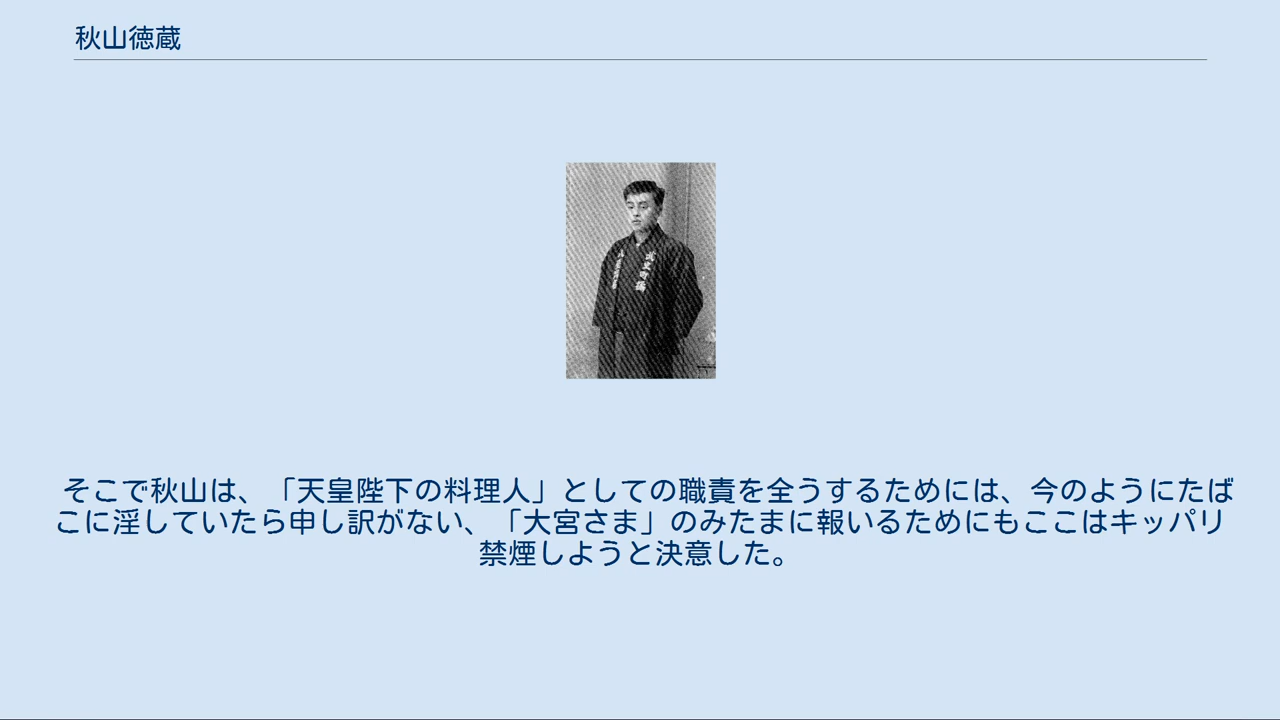 秋山徳蔵
そこで秋山は、「天皇陛下の料理人」としての職責を全うするためには、今のようにたば
こに淫していたら申し訳がない、「大宮さま」のみたまに報いるためにもここはキッパリ
禁煙しようと決意した。